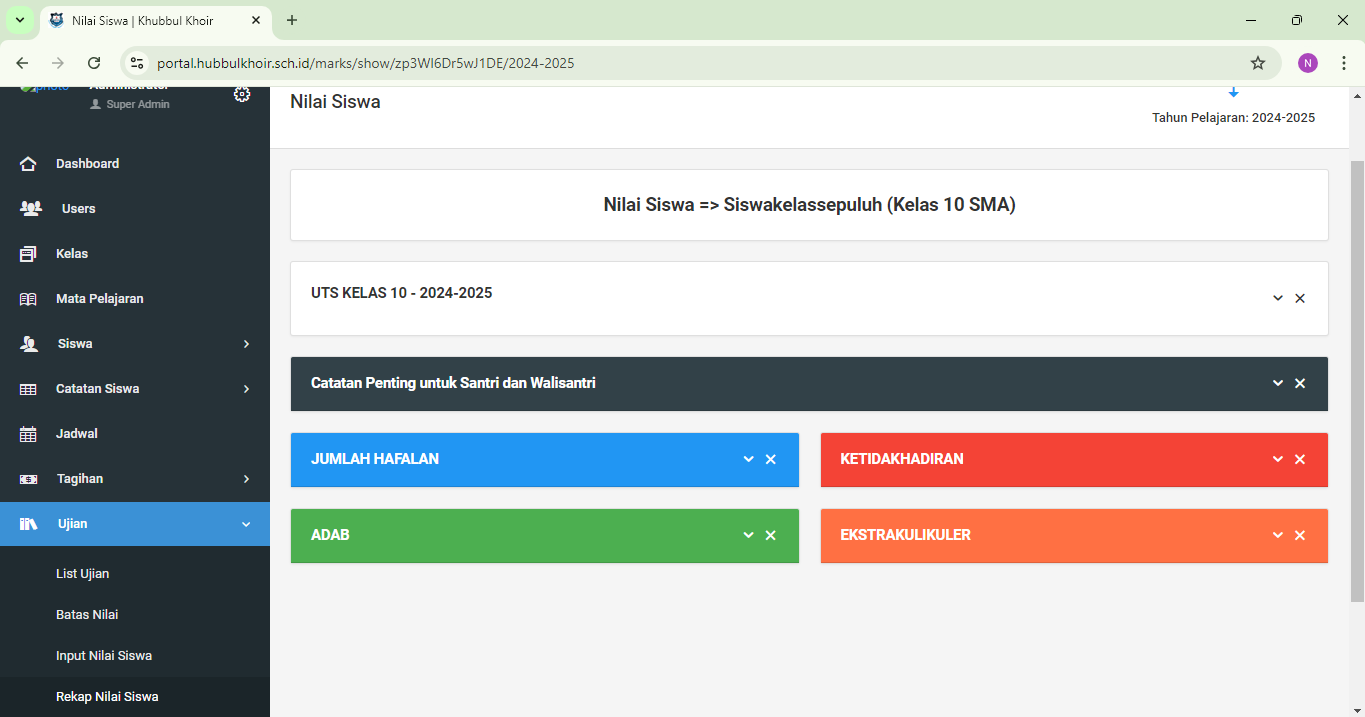 Nilai Siswa | Khubbul Khoir
portal.hubbulkhoir.sch.id/marks/show/zp3Wl6Dr5wJ1DE/2024-2025
N
photo
Administrator
Super Admin
Nilai Siswa
Tahun Pelajaran: 2024-2025
Dashboard
Users
Kelas
Mata Pelajaran
Siswa
Catatan Siswa
Jadwal
Tagihan
Ujian
List Ujian
Batas Nilai
Input Nilai Siswa
Rekap Nilai Siswa
Nilai Siswa => Siswakelassepuluh (Kelas 10 SMA)
UTS KELAS 10 - 2024-2025
Catatan Penting untuk Santri dan Walisantri
JUMLAH HAFALAN
KETIDAKHADIRAN
ADAB
EKSTRAKULIKULER